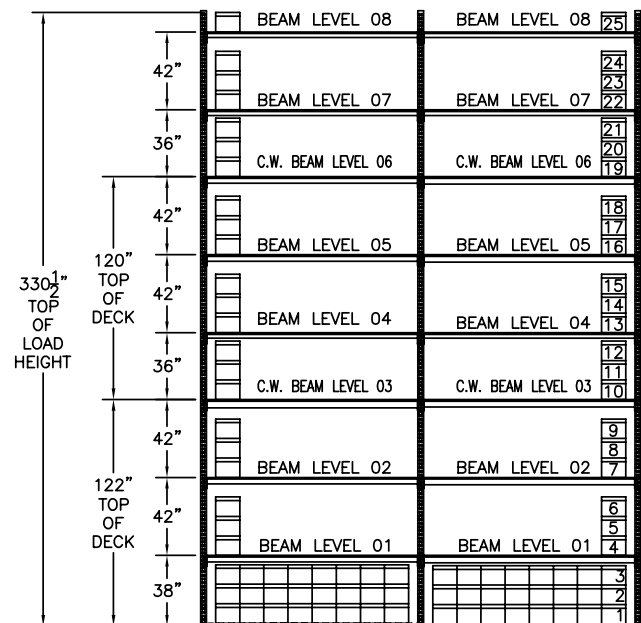 BEAM LEVEL 08 BEAM LEVEL 08 25
42”
24
23
BEAM LEVEL 07 BEAM LEVEL 07 22
36”
21
20
C.W. BEAM LEVEL 06 C.W. BEAM LEVEL 06 19
42”
18
17
BEAM LEVEL 05 BEAM LEVEL 05 16
120”
TOP
OF
DECK
42”
330 1/2”
TOP
OF
LOAD
HEIGHT
15
14
BEAM LEVEL 04 BEAM LEVEL 04 13
36”
12
11
C.W. BEAM LEVEL 03 C.W. BEAM LEVEL 03 10
42”
9
8
BEAM LEVEL 02 BEAM LEVEL 02 7
122”
TOP
OF
DECK
42”
6
5
BEAM LEVEL 01 BEAM LEVEL 01 4
38”
3
2
1